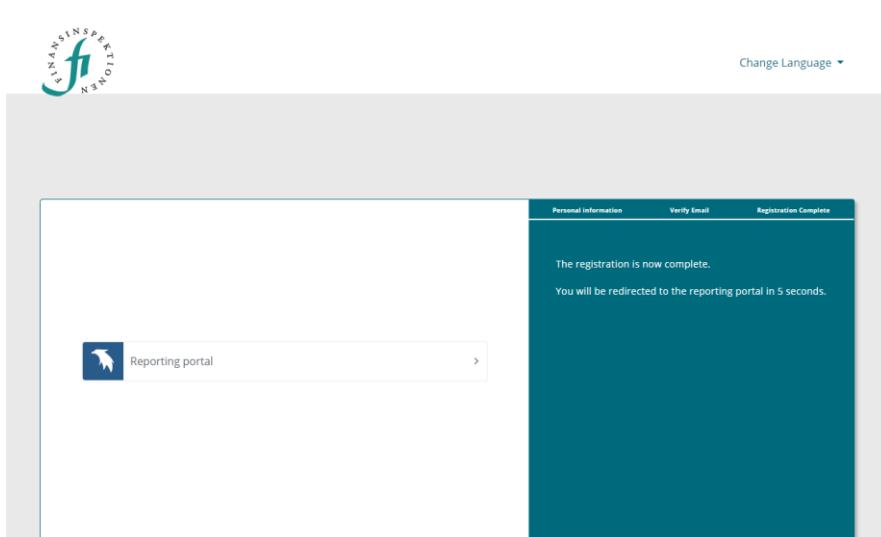 FINANSINSPEKTIONEN
fi
Change Language
Personal information Verify Email Registration Complete
The registration is now complete.
You will be redirected to the reporting portal in 5 seconds.
Reporting portal